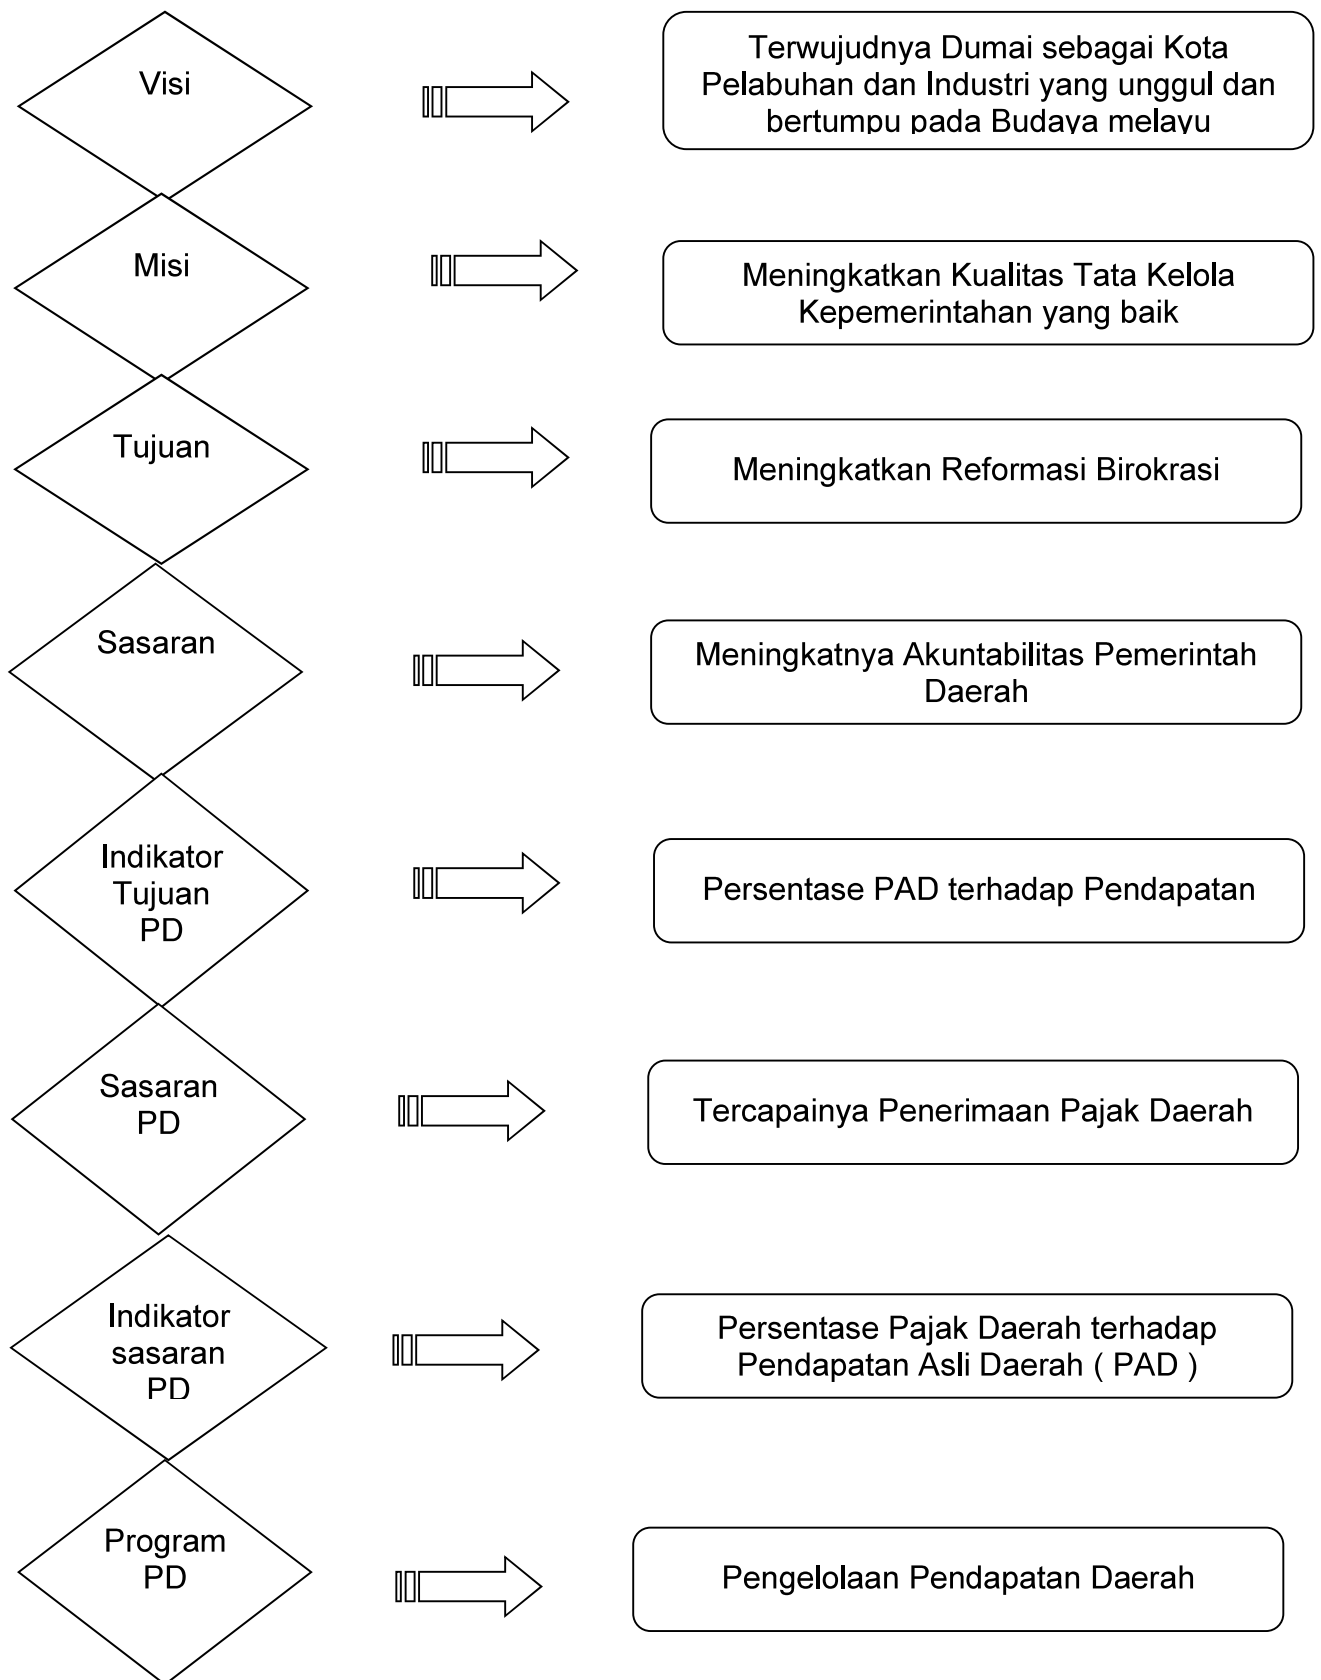 Visi
Terwujudnya Dumai sebagai Kota
Pelabuhan dan Industri yang unggul dan
bertumpu pada Budaya melayu
Misi
Meningkatkan Kualitas Tata Kelola
Kepemerintahan yang baik
Tujuan
Meningkatkan Reformasi Birokrasi
Sasaran
Meningkatnya Akuntabilitas Pemerintah
Daerah
Indikator
Tujuan
PD
Persentase PAD terhadap Pendapatan
Sasaran
PD
Tercapainya Penerimaan Pajak Daerah
Indikator
sasaran
PD
Persentase Pajak Daerah terhadap
Pendapatan Asli Daerah ( PAD )
Program
PD
Pengelolaan Pendapatan Daerah